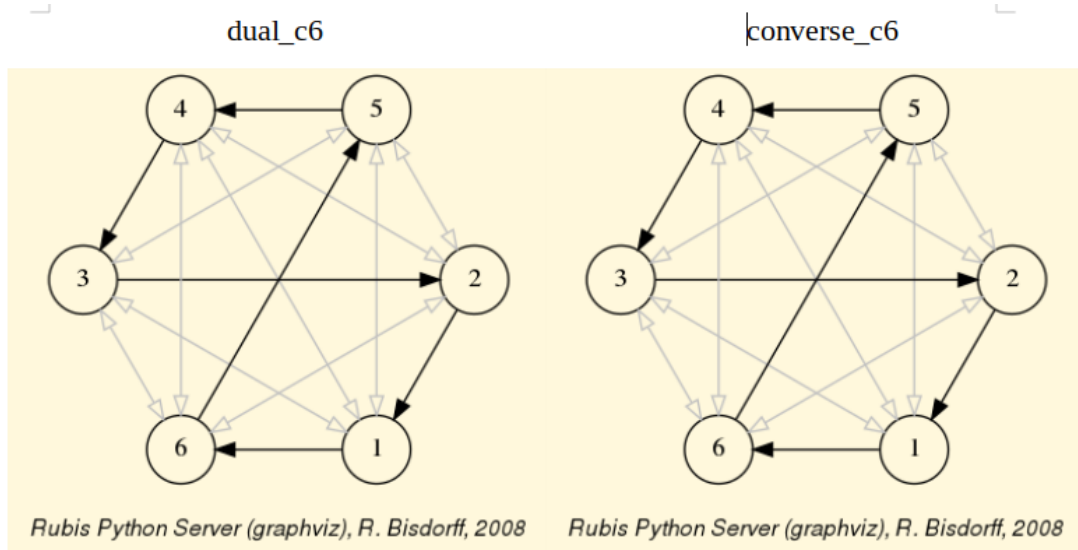 dual_c6 converse_c6
4 5 4 5
3 2 3 2
6 1 6 1
Rubis Python Server (graphviz), R. Bisdorff, 2008 Rubis Python Server (graphviz), R. Bisdorff, 2008